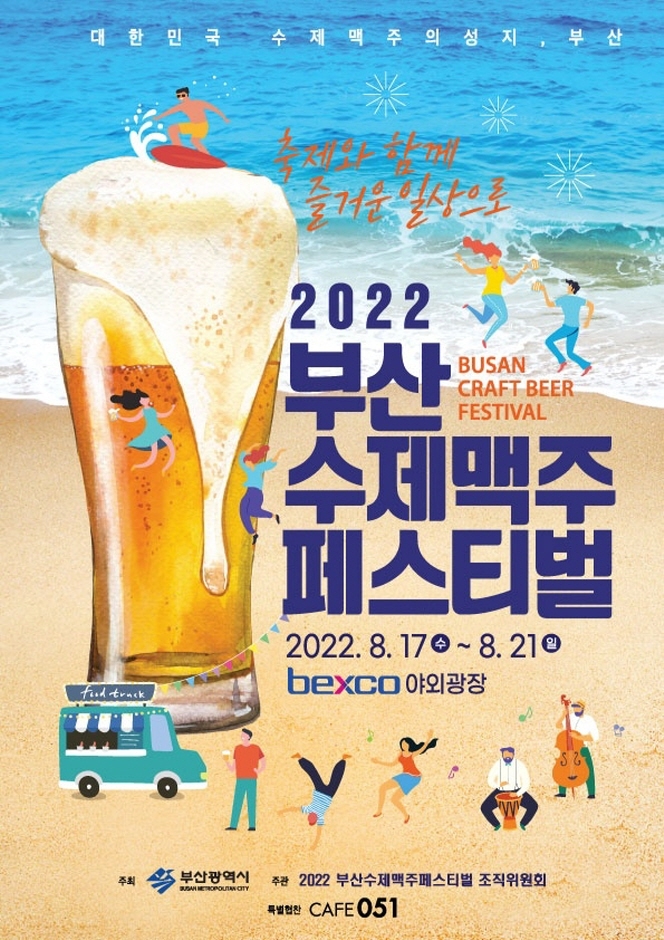 대한민국 수제맥주의성지, 부산
축제와 함께
즐거운 일상으로
2022
부산
BUSAN
CRAFT BEER
FESTIVAL
수제맥주
페스티벌
2022. 8. 17 수 ~ 8. 21 일
bexco 야외광장
food truck
주최 부산광역시 주관 2022 부산수제맥주페스티벌 조직위원회
BUSAN METROPOLITAN CITY
특별협찬 CAFE 051